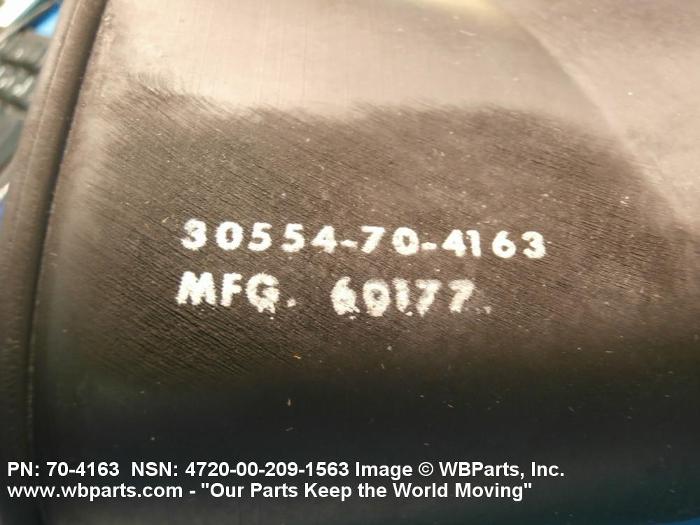 30554-70-4163
MFG. 60177
PN: 70-4163 NSN: 4720-00-209-1563 Image © WBParts, Inc.
www.wbparts.com - "Our Parts Keep the World Moving"